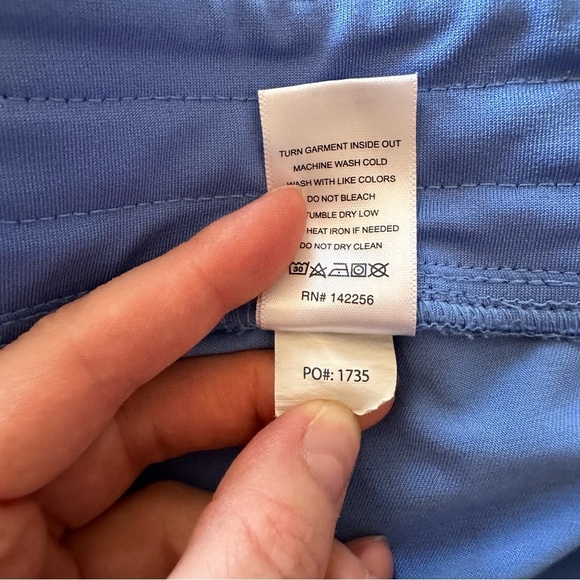 TURN GARMENT INSIDE OUT
MACHINE WASH COLD
WASH WITH LIKE COLORS
DO NOT BLEACH
TUMBLE DRY LOW
HEAT IRON IF NEEDED
DO NOT DRY CLEAN
30
RN# 142256
PO#: 1735